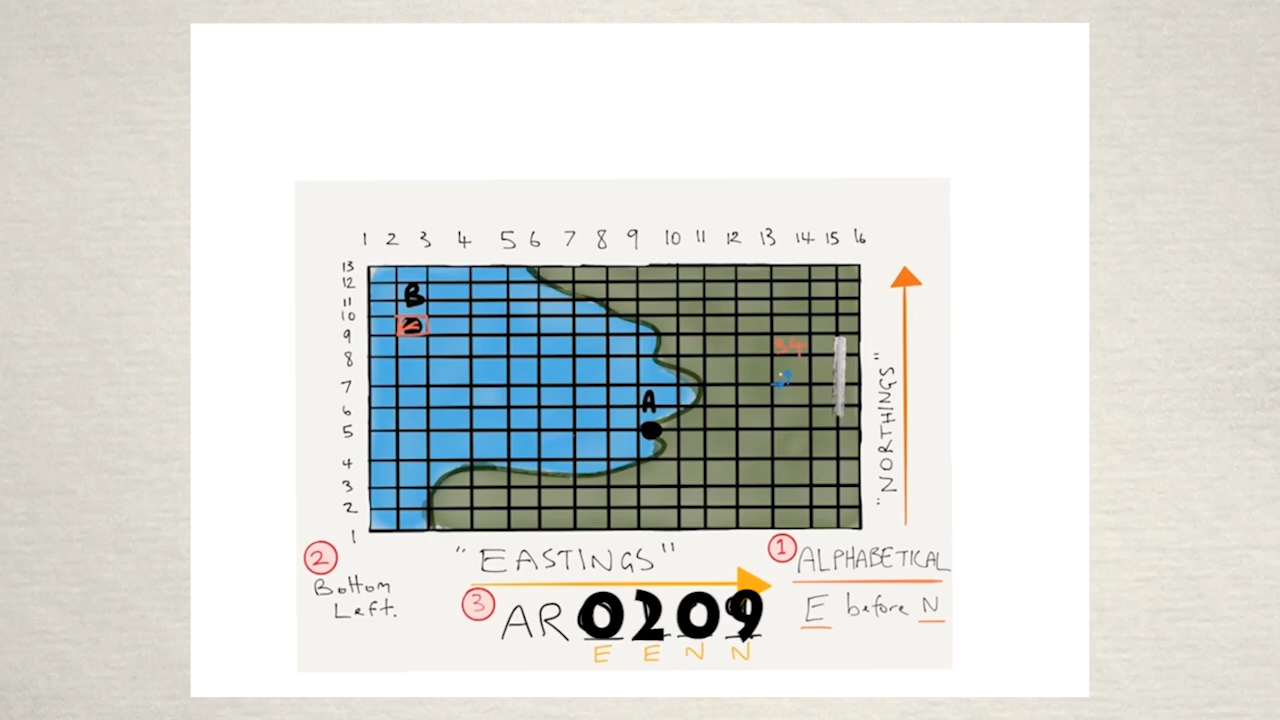 1 2 3 4 5 6 7 8 9 10 11 12 13 14 15 16
13
12
11
10
9
8
7
6
5
4
3
2
1
B
A
54
"NORTHINGS"
"EASTINGS"
1 ALPHABETICAL
E before N
2
Bottom
Left.
3 AR 0209
E E N N